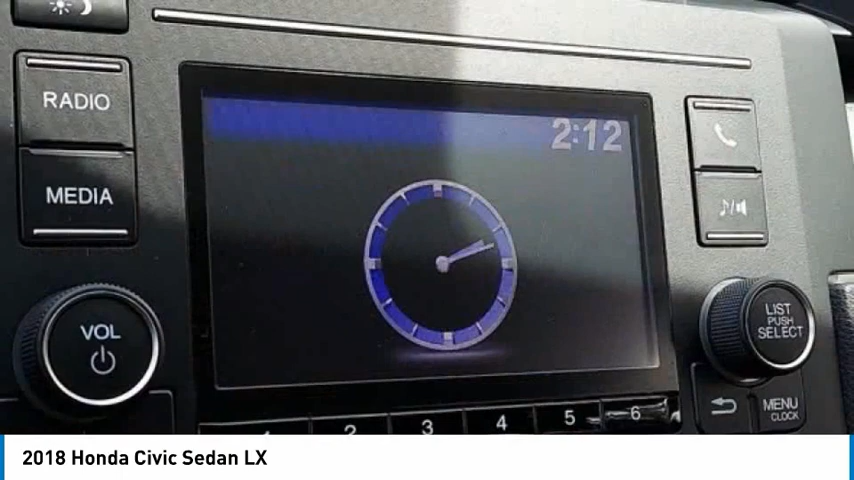 RADIO
2:12
MEDIA
VOL
LIST
PUSH
SELECT
2
3
4
5
6
MENU
CLOCK
2018 Honda Civic Sedan LX